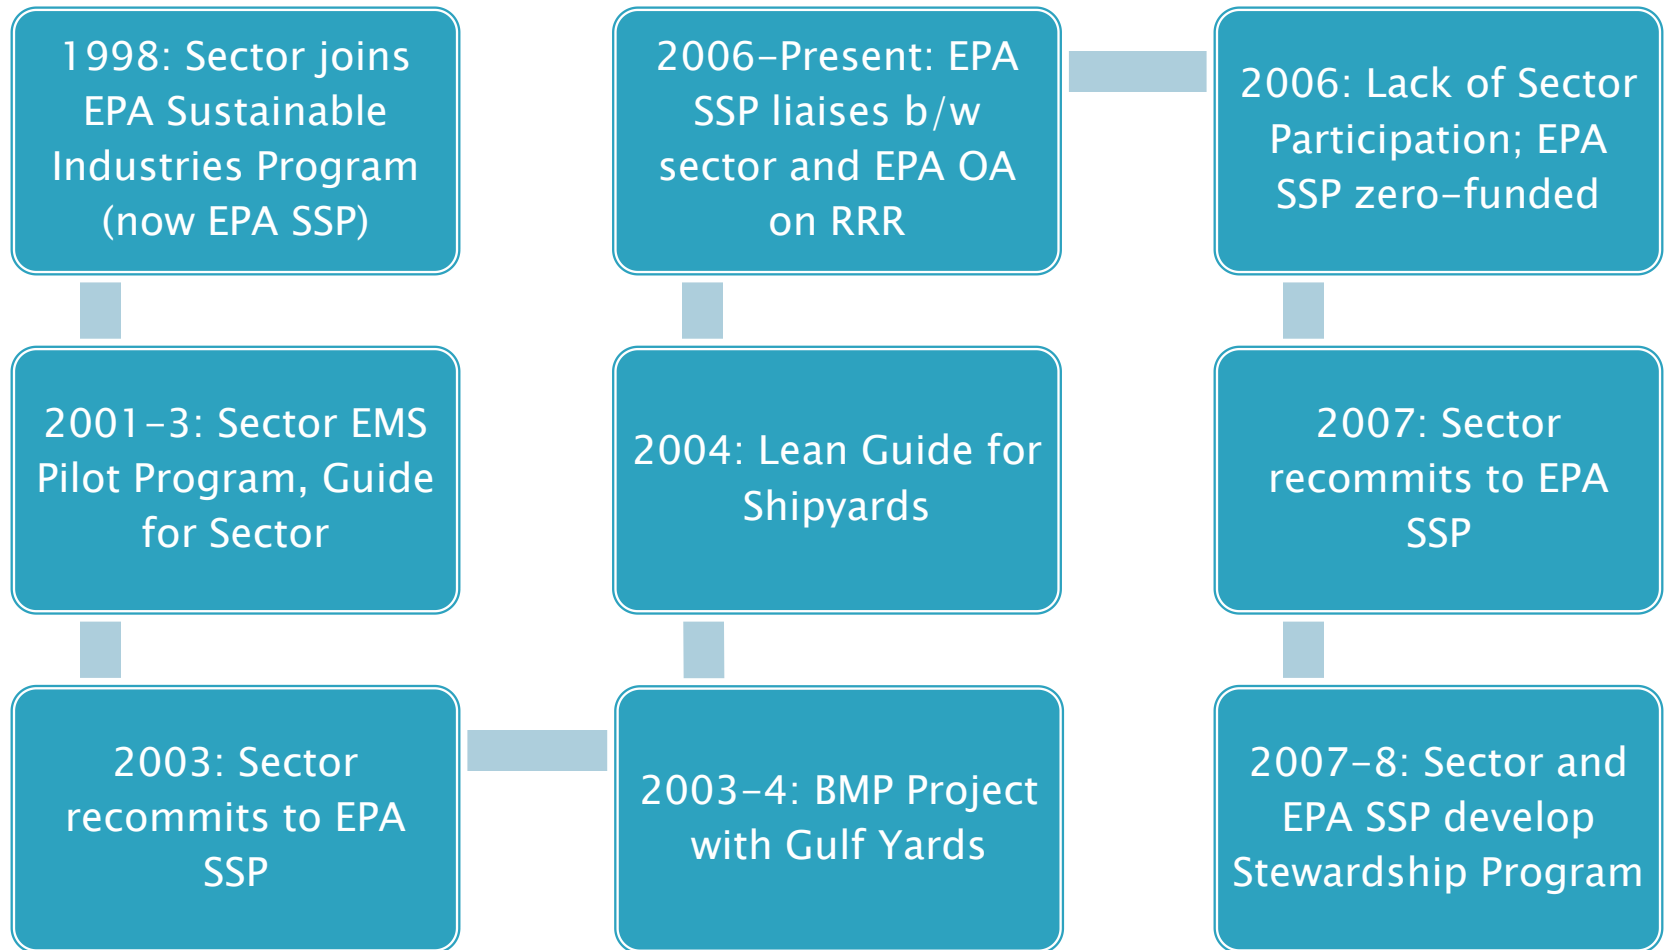 1998: Sector joins
EPA Sustainable
Industries Program
(now EPA SSP)
2001-3: Sector EMS
Pilot Program, Guide
for Sector
2003: Sector
recommits to EPA
SSP
2003-4: BMP Project
with Gulf Yards
2004: Lean Guide for
Shipyards
2006-Present: EPA
SSP liaises b/w
sector and EPA OA
on RRR
2006: Lack of Sector
Participation; EPA
SSP zero-funded
2007: Sector
recommits to EPA
SSP
2007-8: Sector and
EPA SSP develop
Stewardship Program